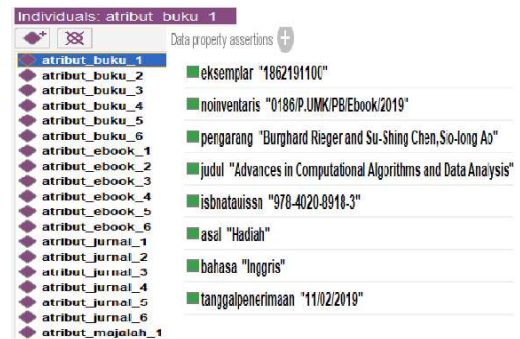 Individuals: atribut_buku_1
atribut_buku_1
atribut_buku_2
atribut_buku_3
atribut_buku_4
atribut_buku_5
atribut_buku_6
atribut_ebook_1
atribut_ebook_2
atribut_ebook_3
atribut_ebook_4
atribut_ebook_5
atribut_ebook_6
atribut_jurnal_1
atribut_jurnal_2
atribut_jurnal_3
atribut_jurnal_4
atribut_jurnal_5
atribut_jurnal_6
atribut_majalah_1
Data property assertions
eksemplar "1862191100"
noinventaris "0186/P.UMK/PB/Ebook/2019"
pengarang "Burghard Rieger and Su-Shing Chen,Sio-long Ao"
judul "Advances in Computational Algorithms and Data Analysis"
isbnatauissn "978-4020-8918-3"
asal "Hadiah"
bahasa "Inggris"
tanggalpenerimaan "11/02/2019"